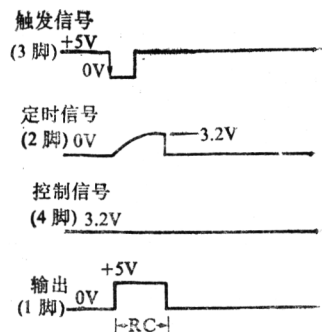 触发信号
(3 脚) +5V
0V
定时信号
(2 脚) 0V
3.2V
控制信号
(4 脚) 3.2V
+5V
输出
(1 脚) 0V
RC